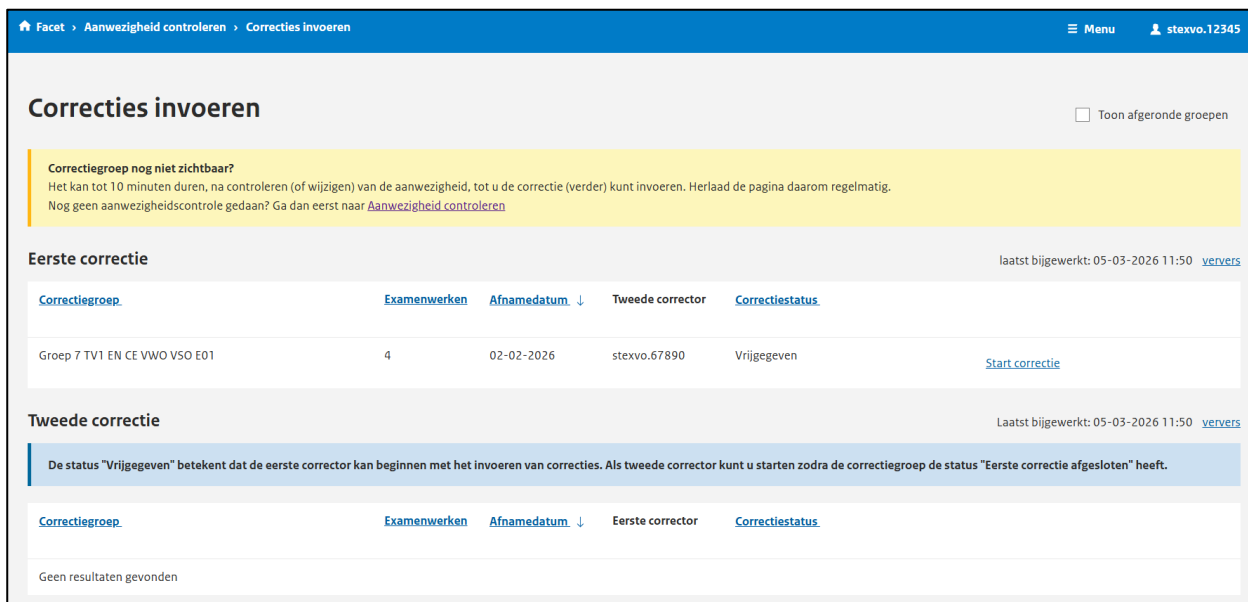 Facet › Aanwezigheid controleren › Correcties invoeren
☰ Menu
stexvo.12345
Correcties invoeren
Toon afgeronde groepen
Correctiegroep nog niet zichtbaar?
Het kan tot 10 minuten duren, na controleren (of wijzigen) van de aanwezigheid, tot u de correctie (verder) kunt invoeren. Herlaad de pagina daarom regelmatig.
Nog geen aanwezigheidscontrole gedaan? Ga dan eerst naar Aanwezigheid controleren
Eerste correctie
laatst bijgewerkt: 05-03-2026 11:50 ververs
Correctiegroep Examenwerken Afnamedatum ↓ Tweede corrector Correctiestatus
Groep 7 TV1 EN CE VWO VSO E01 4 02-02-2026 stexvo.67890 Vrijgegeven Start correctie
Tweede correctie
Laatst bijgewerkt: 05-03-2026 11:50 ververs
De status "Vrijgegeven" betekent dat de eerste corrector kan beginnen met het invoeren van correcties. Als tweede corrector kunt u starten zodra de correctiegroep de status "Eerste correctie afgesloten" heeft.
Correctiegroep Examenwerken Afnamedatum ↓ Eerste corrector Correctiestatus
Geen resultaten gevonden